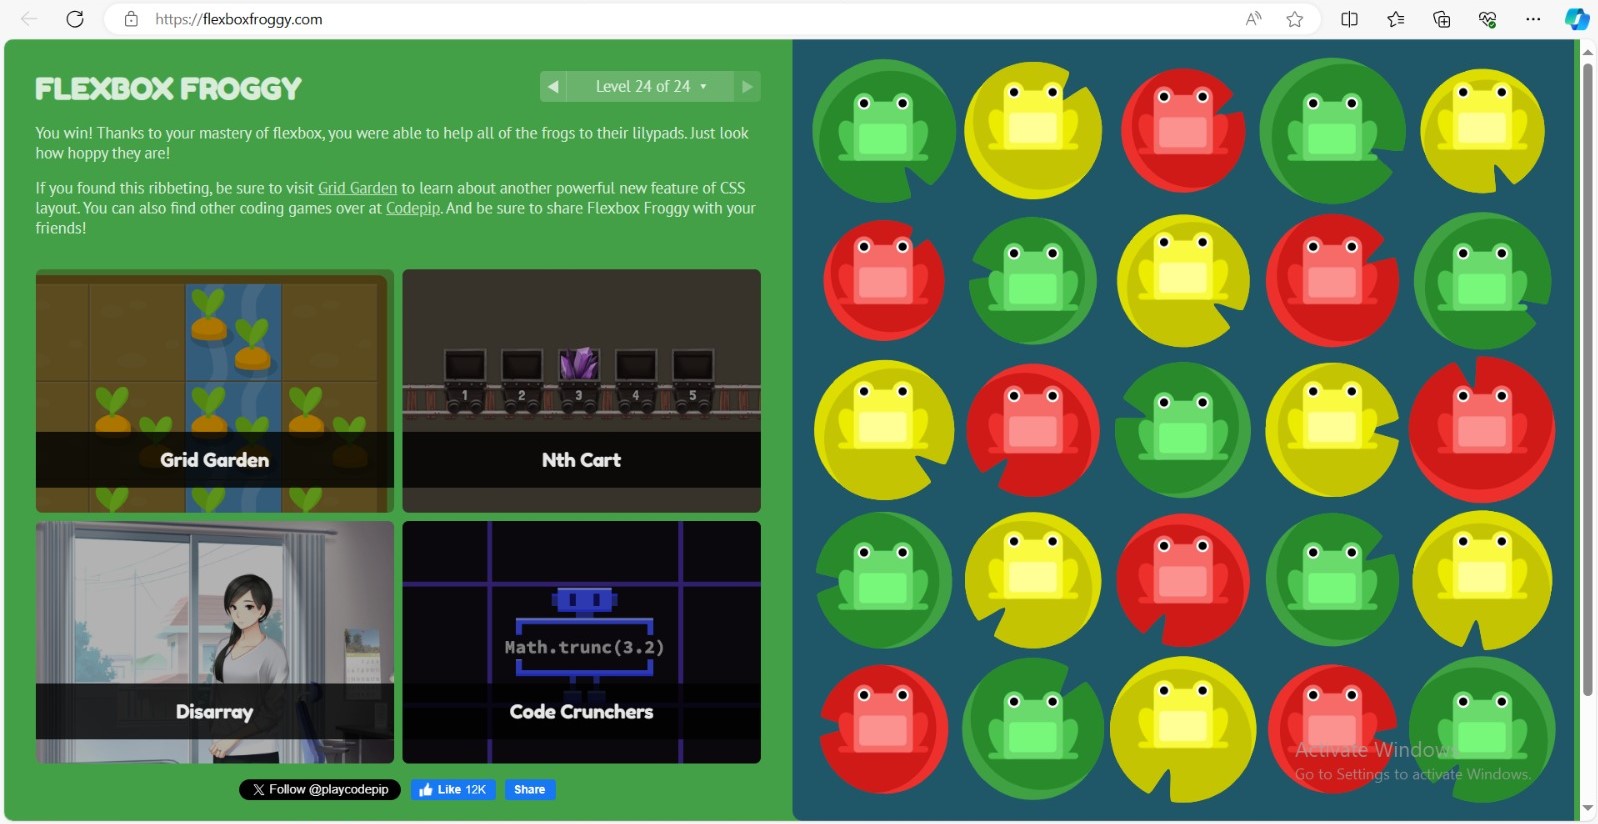 https://flexboxfroggy.com
FLEXBOX FROGGY
Level 24 of 24
You win! Thanks to your mastery of flexbox, you were able to help all of the frogs to their lilypads. Just look
how hoppy they are!
If you found this ribbeting, be sure to visit Grid Garden to learn about another powerful new feature of CSS
layout. You can also find other coding games over at Codepip. And be sure to share Flexbox Froggy with your
friends!
1 2 3 4 5
Grid Garden
Nth Cart
Math.trunc(3.2)
Disarray
Code Crunchers
Follow @playcodepip
Like 12K
Share
Activate Windows
Go to Settings to activate Windows.